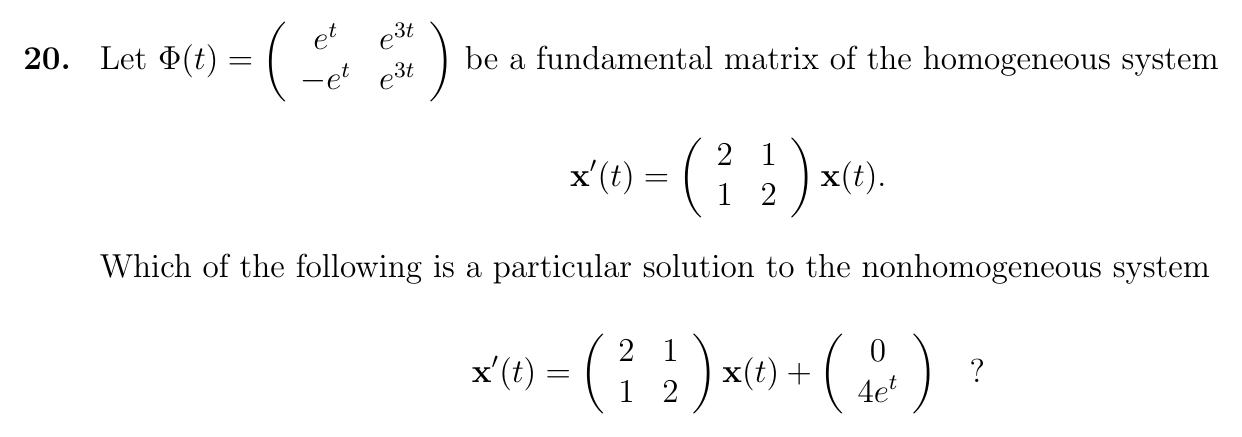 20. Let Φ(t) = ( e^t e^{3t} ; −e^t e^{3t} ) be a fundamental matrix of the homogeneous system
x′(t) = ( 2 1 ; 1 2 ) x(t).
Which of the following is a particular solution to the nonhomogeneous system
x′(t) = ( 2 1 ; 1 2 ) x(t) + ( 0 ; 4e^t ) ?